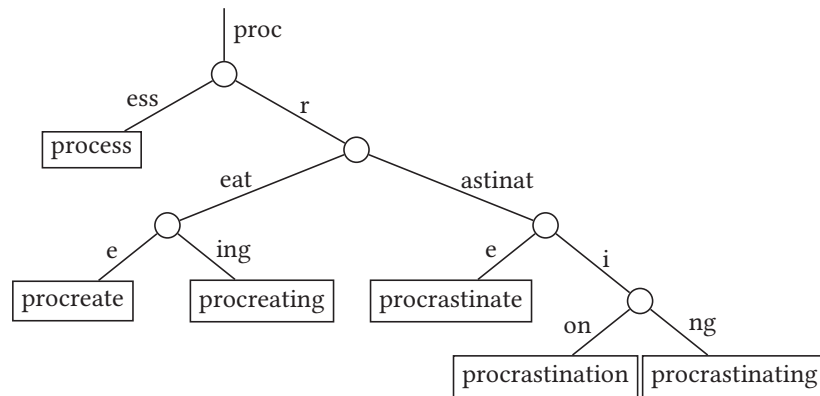 proc
ess
r
process
eat
astinat
e
ing
e
i
procreate
procreating
procrastinate
on
ng
procrastination
procrastinating